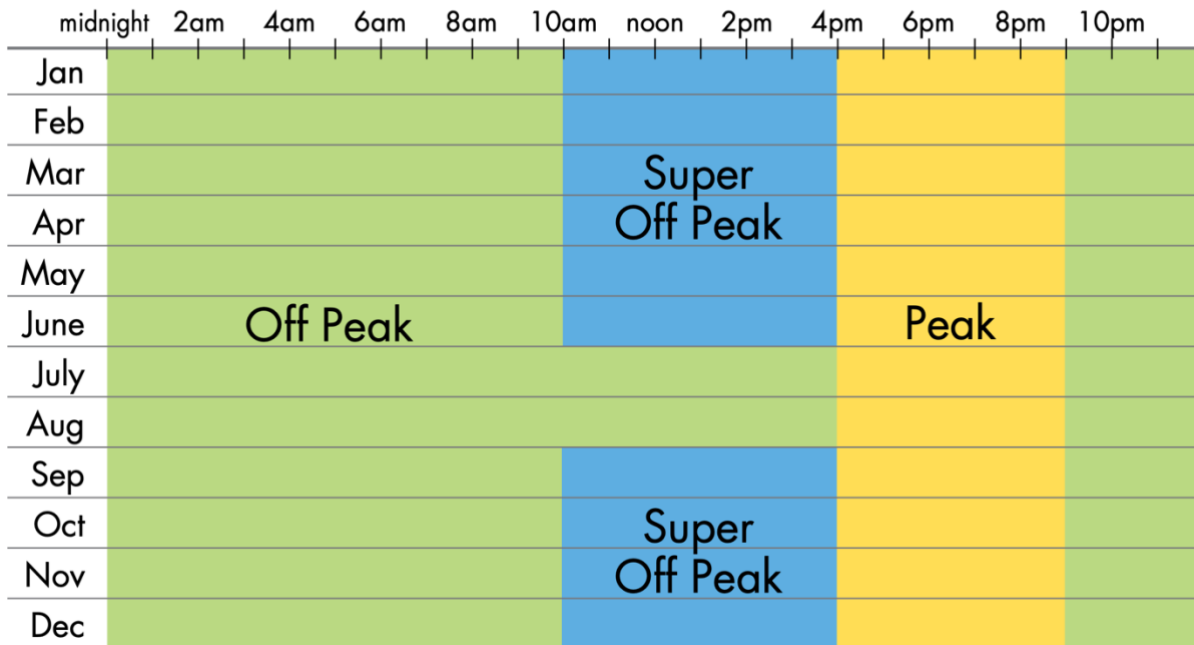 midnight 2am 4am 6am 8am 10am noon 2pm 4pm 6pm 8pm 10pm
Jan
Feb
Mar
Super
Apr
Off Peak
May
June
Off Peak
Peak
July
Aug
Sep
Oct
Super
Nov
Off Peak
Dec